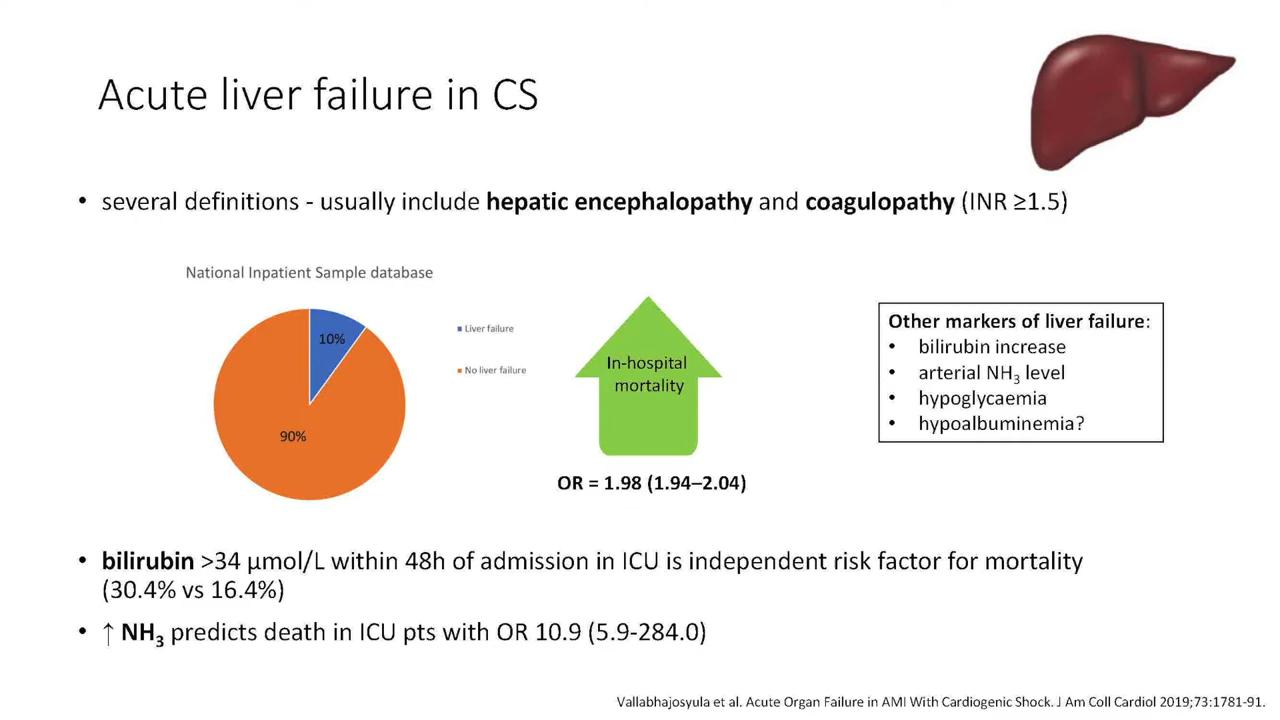 Acute liver failure in CS
• several definitions - usually include hepatic encephalopathy and coagulopathy (INR ≥1.5)
National Inpatient Sample database
10%
90%
Liver failure
No liver failure
In-hospital
mortality
OR = 1.98 (1.94–2.04)
Other markers of liver failure:
• bilirubin increase
• arterial NH₃ level
• hypoglycaemia
• hypoalbuminemia?
• bilirubin >34 μmol/L within 48h of admission in ICU is independent risk factor for mortality
(30.4% vs 16.4%)
• ↑ NH₃ predicts death in ICU pts with OR 10.9 (5.9-284.0)
Vallabhajosyula et al. Acute Organ Failure in AMI With Cardiogenic Shock. J Am Coll Cardiol 2019;73:1781-91.